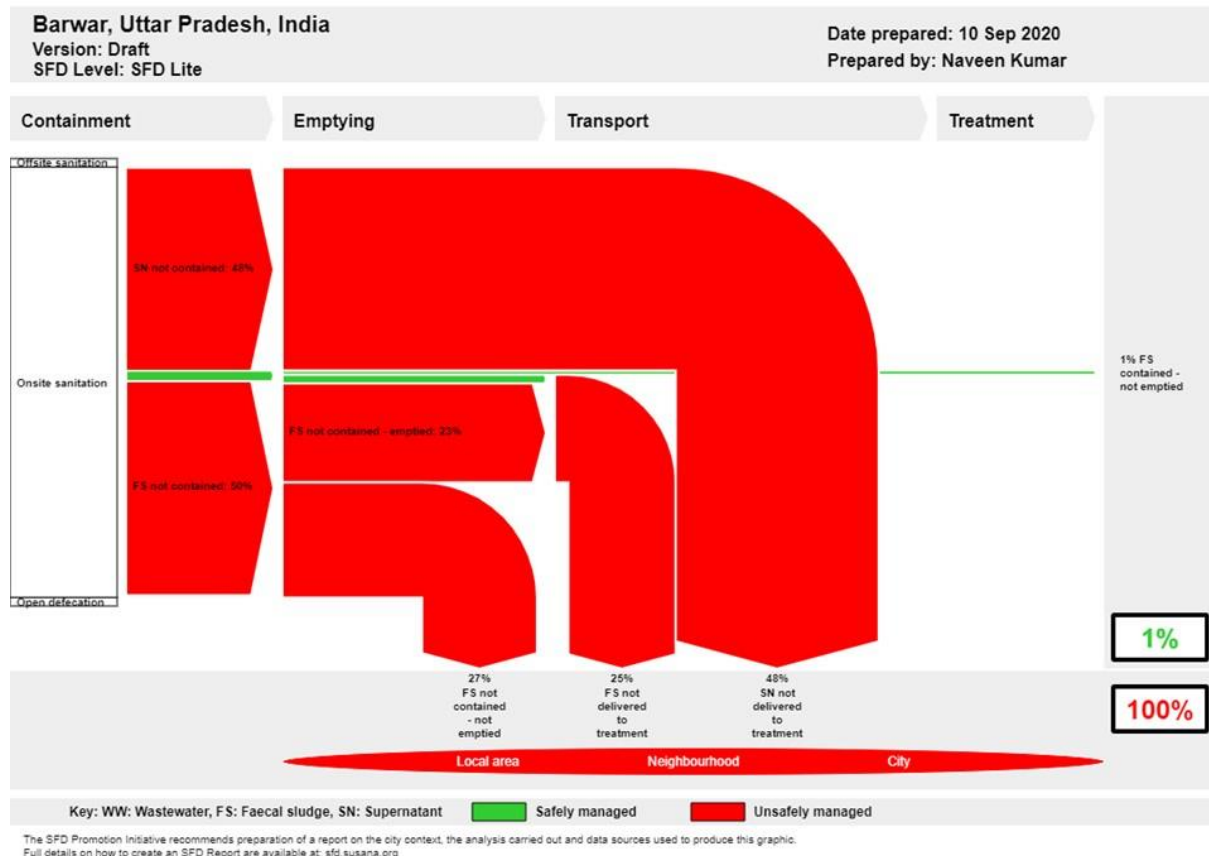 Barwar, Uttar Pradesh, India
Version: Draft
SFD Level: SFD Lite
Date prepared: 10 Sep 2020
Prepared by: Naveen Kumar
Containment
Emptying
Transport
Treatment
Offsite sanitation
SN not contained: 48%
Onsite sanitation
FS not contained - emptied: 23%
FS not contained: 50%
Open defecation
1% FS
contained -
not emptied
1%
27%
FS not
contained
- not
emptied
25%
FS not
delivered
to
treatment
48%
SN not
delivered
to
treatment
100%
Local area
Neighbourhood
City
Key: WW: Wastewater, FS: Faecal sludge, SN: Supernatant
Safely managed
Unsafely managed
The SFD Promotion Initiative recommends preparation of a report on the city context, the analysis carried out and data sources used to produce this graphic.
Full details on how to create an SFD Report are available at: sfd.susana.org